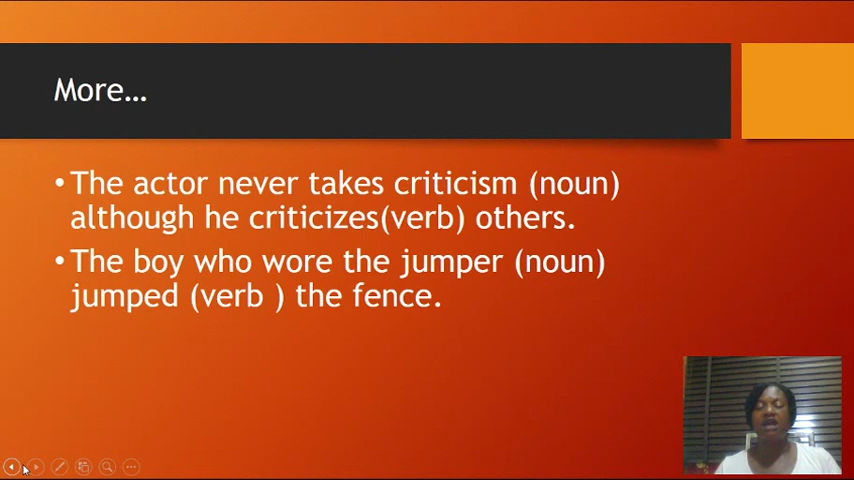 More…
•The actor never takes criticism (noun)
although he criticizes(verb) others.
•The boy who wore the jumper (noun)
jumped (verb ) the fence.